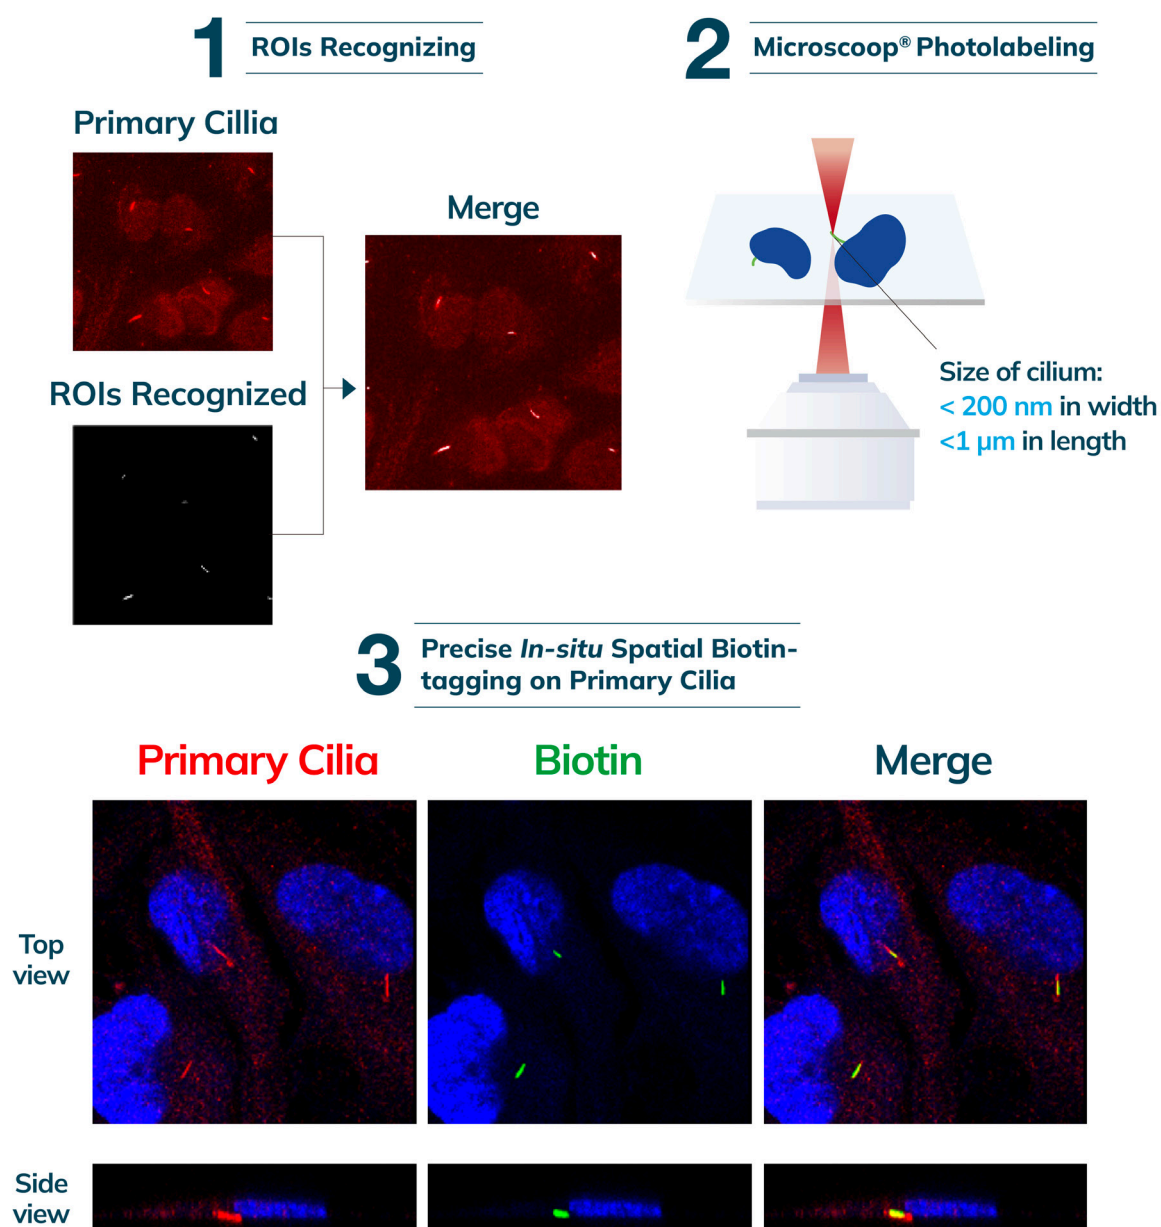 1 ROIs Recognizing
2 Microscoop® Photolabeling
Primary Cillia
Merge
ROIs Recognized
Size of cilium:
< 200 nm in width
<1 µm in length
3 Precise In-situ Spatial Biotin-
tagging on Primary Cilia
Primary Cilia
Biotin
Merge
Top
view
Side
view